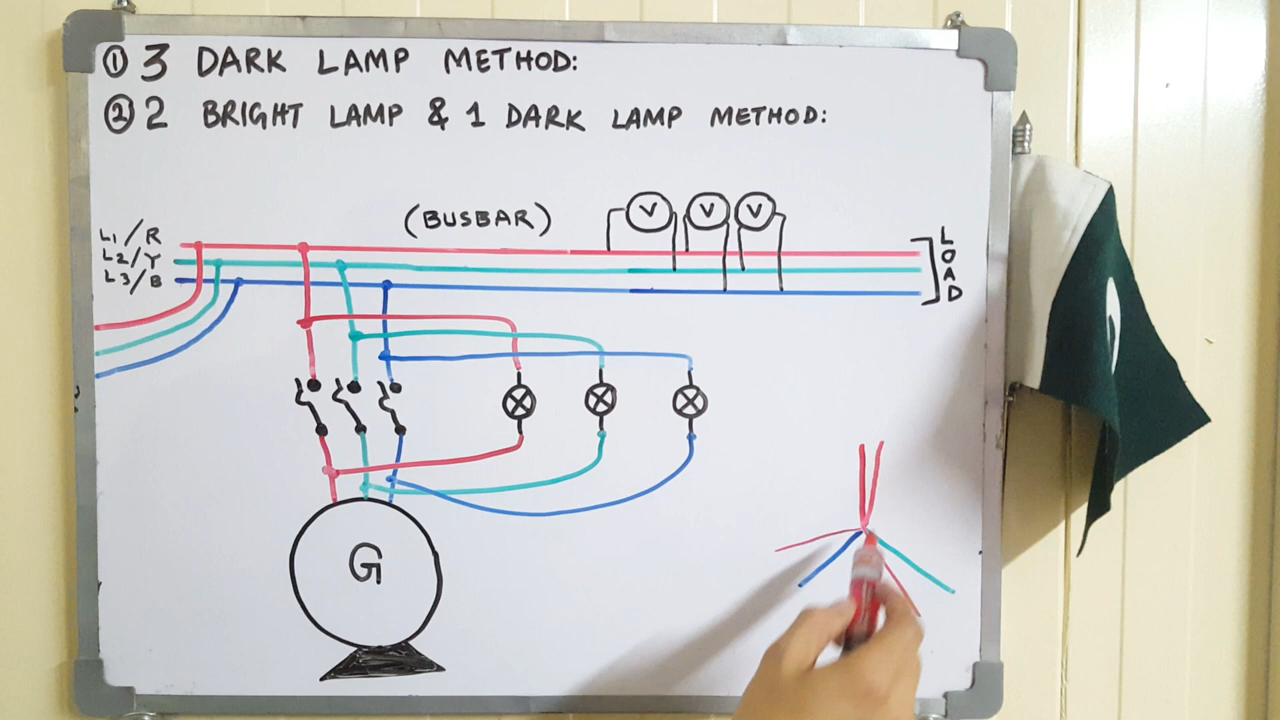 ① 3 DARK LAMP METHOD:
② 2 BRIGHT LAMP & 1 DARK LAMP METHOD:
(BUSBAR)
V V V
L1/R
L2/Y
L3/B
LOAD
G